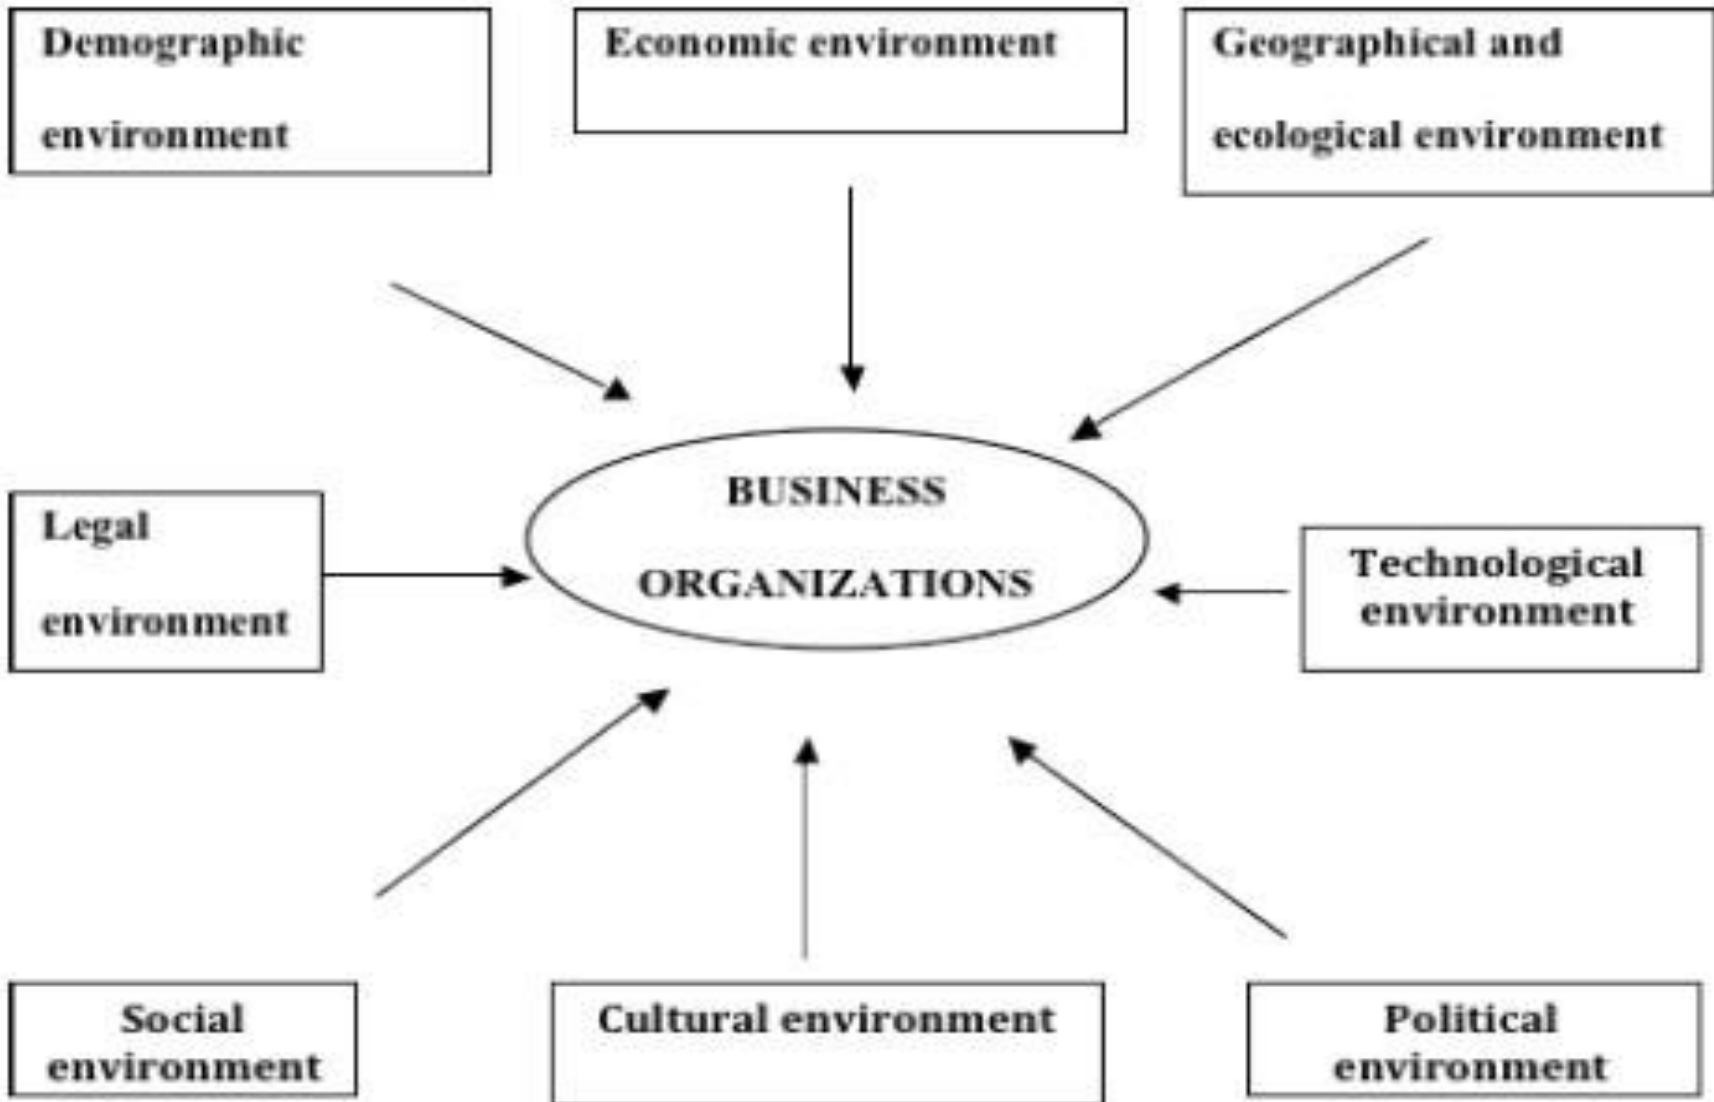 Demographic
environment
Economic environment
Geographical and
ecological environment
BUSINESS
ORGANIZATIONS
Legal
environment
Technological
environment
Social
environment
Cultural environment
Political
environment